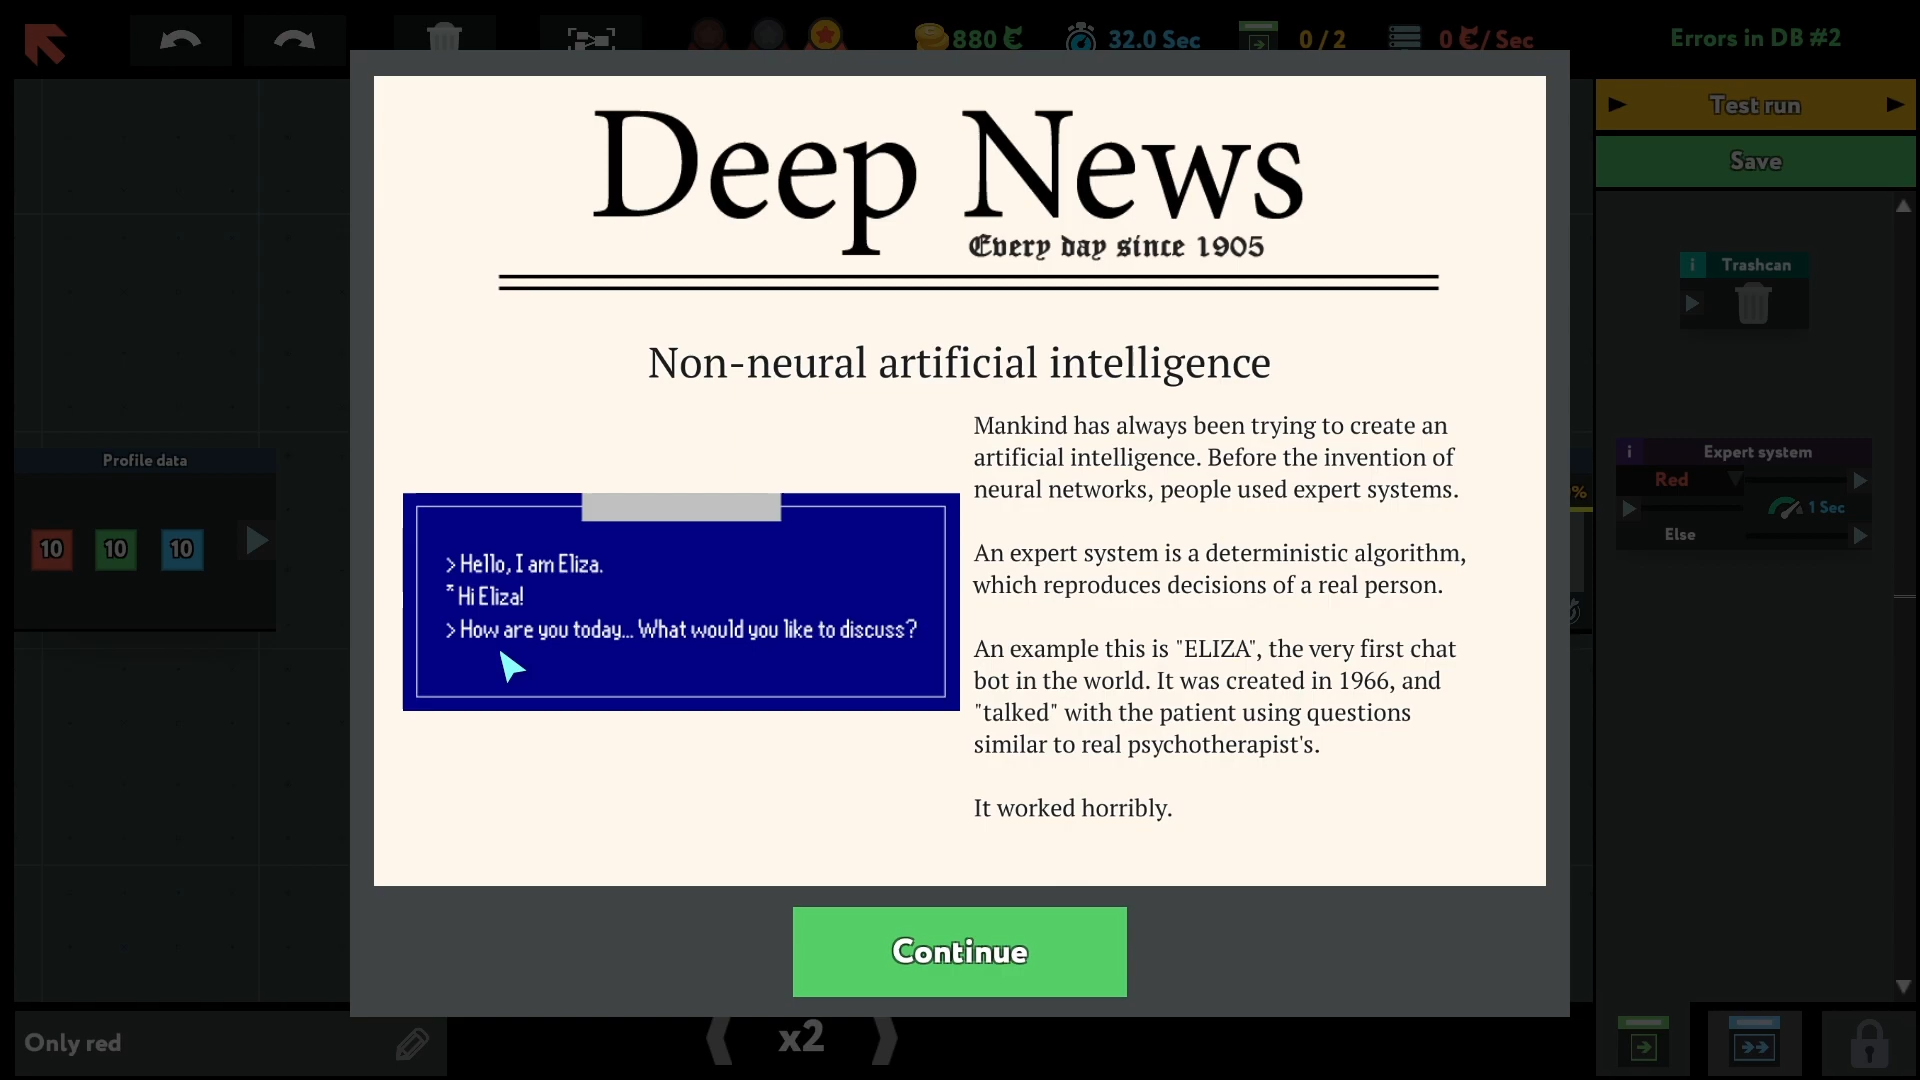 880 € 32.0 Sec 0 / 2 0 €/ Sec Errors in DB #2
Test run
Save
Deep News
Every day since 1905
Non-neural artificial intelligence
Mankind has always been trying to create an
artificial intelligence. Before the invention of
neural networks, people used expert systems.
An expert system is a deterministic algorithm,
which reproduces decisions of a real person.
An example this is "ELIZA", the very first chat
bot in the world. It was created in 1966, and
"talked" with the patient using questions
similar to real psychotherapist's.
It worked horribly.
>Hello, I am Eliza.
*Hi Eliza!
>How are you today... What would you like to discuss?
Continue
Profile data
10 10 10
i Trashcan
i Expert system
Red
1 Sec
Else
%
Only red
x2